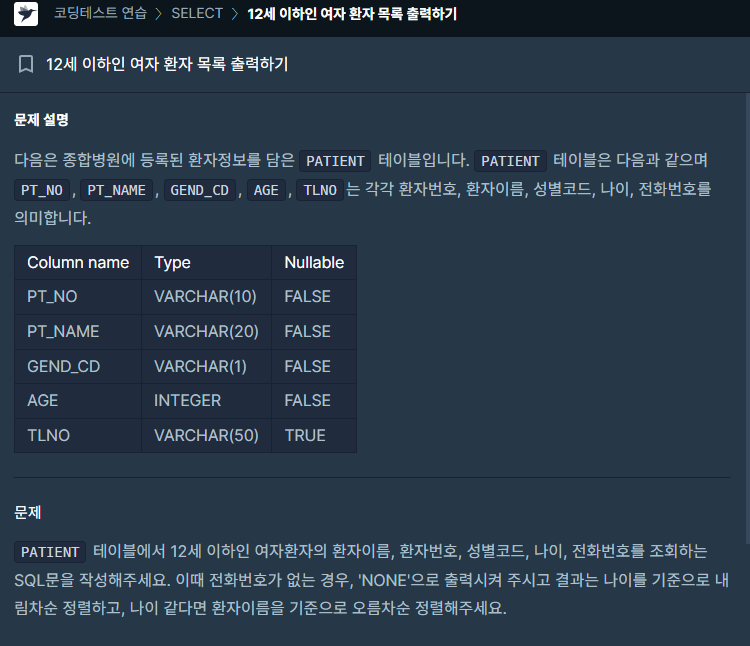 코딩테스트 연습 > SELECT > 12세 이하인 여자 환자 목록 출력하기
12세 이하인 여자 환자 목록 출력하기
문제 설명
다음은 종합병원에 등록된 환자정보를 담은 PATIENT 테이블입니다. PATIENT 테이블은 다음과 같으며
PT_NO, PT_NAME, GEND_CD, AGE, TLNO는 각각 환자번호, 환자이름, 성별코드, 나이, 전화번호를
의미합니다.
Column name Type Nullable
PT_NO VARCHAR(10) FALSE
PT_NAME VARCHAR(20) FALSE
GEND_CD VARCHAR(1) FALSE
AGE INTEGER FALSE
TLNO VARCHAR(50) TRUE
문제
PATIENT 테이블에서 12세 이하인 여자환자의 환자이름, 환자번호, 성별코드, 나이, 전화번호를 조회하는
SQL문을 작성해주세요. 이때 전화번호가 없는 경우, 'NONE'으로 출력시켜 주시고 결과는 나이를 기준으로 내
림차순 정렬하고, 나이 같다면 환자이름을 기준으로 오름차순 정렬해주세요.